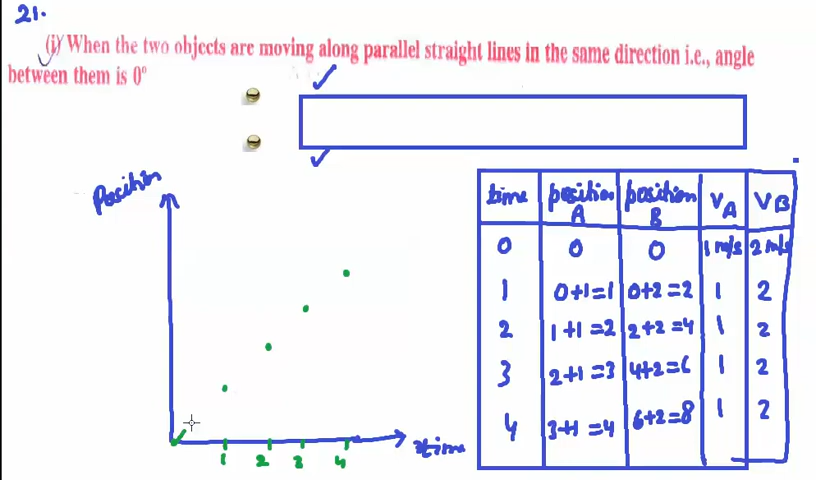 21.
(i) When the two objects are moving along parallel straight lines in the same direction i.e., angle
between them is 0°
Position
time
1 2 3 4
time position A position B VA VB
0 0 0 1 m/s 2 m/s
1 0+1=1 0+2=2 1 2
2 1+1=2 2+2=4 1 2
3 2+1=3 4+2=6 1 2
4 3+1=4 6+2=8 1 2